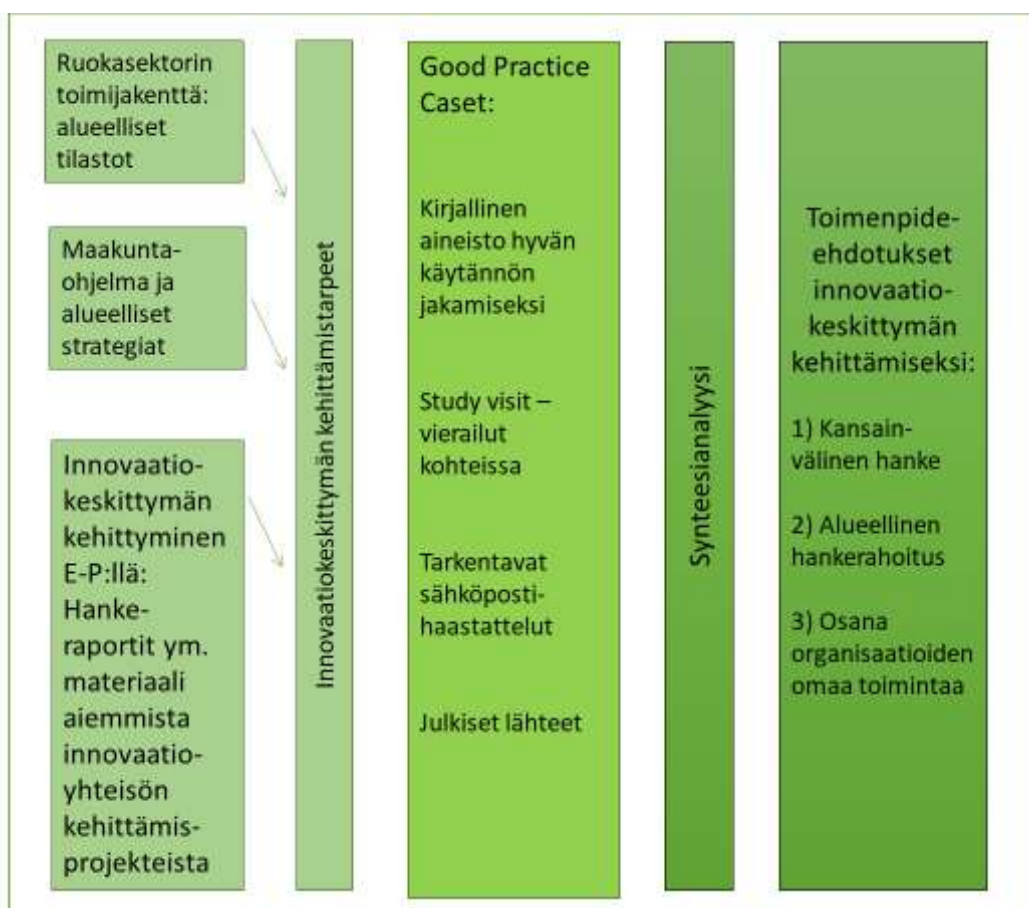 Ruokasektorin
toimijakenttä:
alueelliset
tilastot
Maakunta-
ohjelma ja
alueelliset
strategiat
Innovaatio-
keskittymän
kehittyminen
E-P:llä:
Hanke-
raportit ym.
materiaali
aiemmista
innovaatio-
yhteisön
kehittämis-
projekteista
Innovaatiokeskittymän kehittämistarpeet
Good Practice
Caset:
Kirjallinen
aineisto hyvän
käytännön
jakamiseksi
Study visit –
vierailut
kohteissa
Tarkentavat
sähköposti-
haastattelut
Julkiset lähteet
Synteesianalyysi
Toimenpide-
ehdotukset
innovaatio-
keskittymän
kehittämiseksi:
1) Kansain-
välinen hanke
2) Alueellinen
hankerahoitus
3) Osana
organisaatioiden
omaa toimintaa